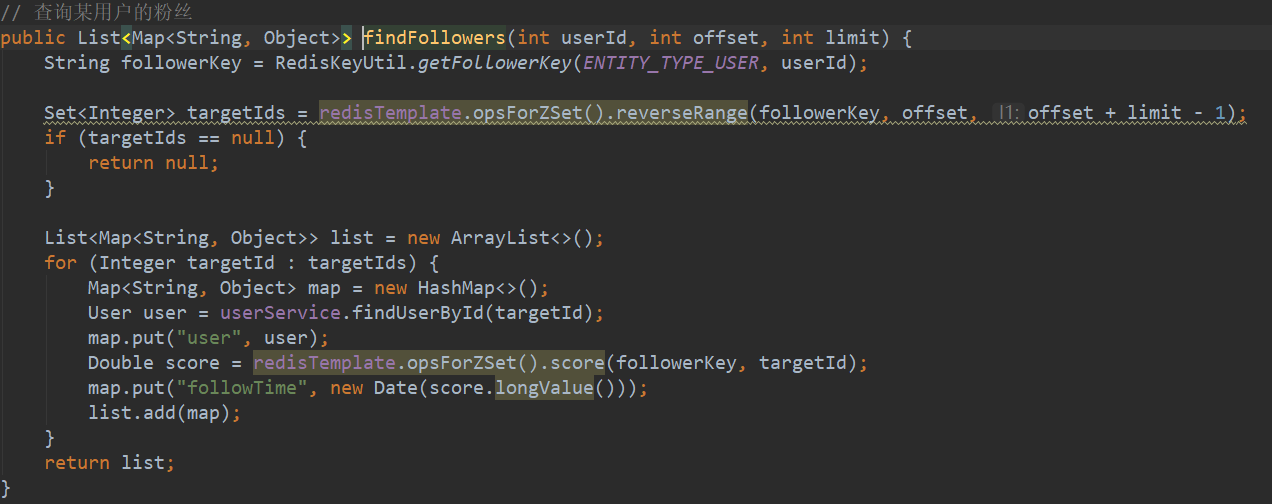 // 查询某用户的粉丝
public List<Map<String, Object>> findFollowers(int userId, int offset, int limit) {
    String followerKey = RedisKeyUtil.getFollowerKey(ENTITY_TYPE_USER, userId);

    Set<Integer> targetIds = redisTemplate.opsForZSet().reverseRange(followerKey, offset, l1: offset + limit - 1);
    if (targetIds == null) {
        return null;
    }

    List<Map<String, Object>> list = new ArrayList<>();
    for (Integer targetId : targetIds) {
        Map<String, Object> map = new HashMap<>();
        User user = userService.findUserById(targetId);
        map.put("user", user);
        Double score = redisTemplate.opsForZSet().score(followerKey, targetId);
        map.put("followTime", new Date(score.longValue()));
        list.add(map);
    }
    return list;
}